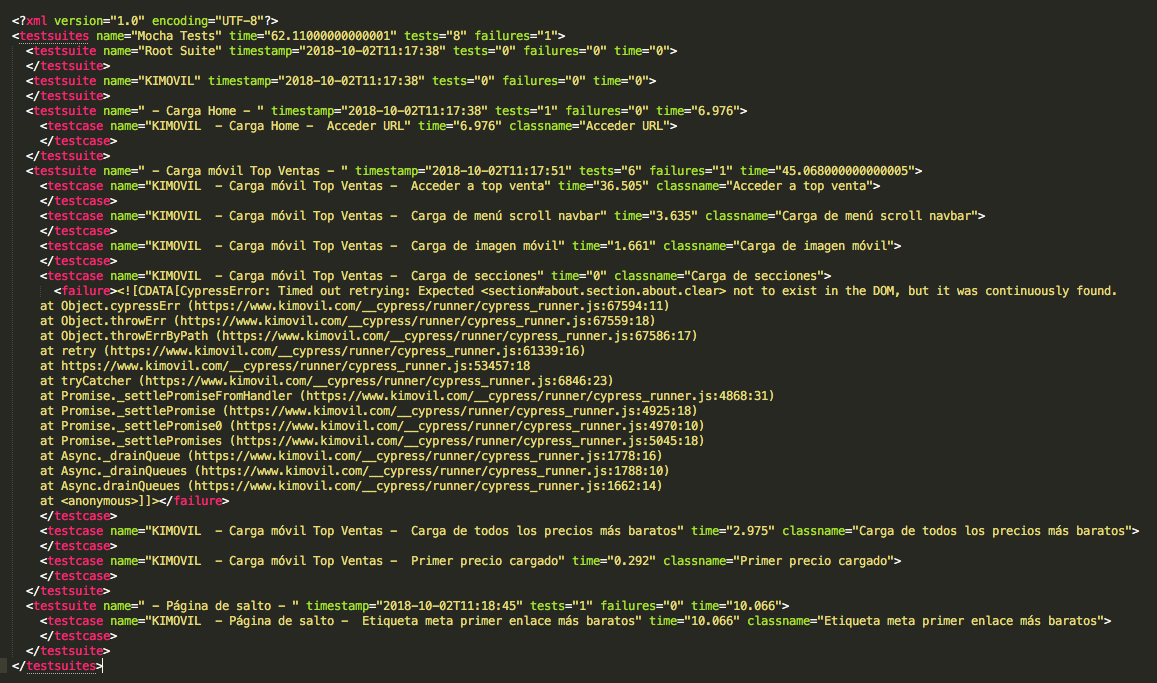 <?xml version="1.0" encoding="UTF-8"?>
<testsuites name="Mocha Tests" time="62.11000000000001" tests="8" failures="1">
<testsuite name="Root Suite" timestamp="2018-10-02T11:17:38" tests="0" failures="0" time="0">
</testsuite>
<testsuite name="KIMOVIL" timestamp="2018-10-02T11:17:38" tests="0" failures="0" time="0">
</testsuite>
<testsuite name=" - Carga Home - " timestamp="2018-10-02T11:17:38" tests="1" failures="0" time="6.976">
<testcase name="KIMOVIL  - Carga Home -  Acceder URL" time="6.976" classname="Acceder URL">
</testcase>
</testsuite>
<testsuite name=" - Carga móvil Top Ventas - " timestamp="2018-10-02T11:17:51" tests="6" failures="1" time="45.068000000000005">
<testcase name="KIMOVIL  - Carga móvil Top Ventas -  Acceder a top venta" time="36.505" classname="Acceder a top venta">
</testcase>
<testcase name="KIMOVIL  - Carga móvil Top Ventas -  Carga de menú scroll navbar" time="3.635" classname="Carga de menú scroll navbar">
</testcase>
<testcase name="KIMOVIL  - Carga móvil Top Ventas -  Carga de imagen móvil" time="1.661" classname="Carga de imagen móvil">
</testcase>
<testcase name="KIMOVIL  - Carga móvil Top Ventas -  Carga de secciones" time="0" classname="Carga de secciones">
<failure><![CDATA[CypressError: Timed out retrying: Expected <section#about.section.about.clear> not to exist in the DOM, but it was continuously found.
at Object.cypressErr (https://www.kimovil.com/__cypress/runner/cypress_runner.js:67594:11)
at Object.throwErr (https://www.kimovil.com/__cypress/runner/cypress_runner.js:67559:18)
at Object.throwErrByPath (https://www.kimovil.com/__cypress/runner/cypress_runner.js:67586:17)
at retry (https://www.kimovil.com/__cypress/runner/cypress_runner.js:61339:16)
at https://www.kimovil.com/__cypress/runner/cypress_runner.js:53457:18
at tryCatcher (https://www.kimovil.com/__cypress/runner/cypress_runner.js:6846:23)
at Promise._settlePromiseFromHandler (https://www.kimovil.com/__cypress/runner/cypress_runner.js:4868:31)
at Promise._settlePromise (https://www.kimovil.com/__cypress/runner/cypress_runner.js:4925:18)
at Promise._settlePromise0 (https://www.kimovil.com/__cypress/runner/cypress_runner.js:4970:10)
at Promise._settlePromises (https://www.kimovil.com/__cypress/runner/cypress_runner.js:5045:18)
at Async._drainQueue (https://www.kimovil.com/__cypress/runner/cypress_runner.js:1778:16)
at Async._drainQueues (https://www.kimovil.com/__cypress/runner/cypress_runner.js:1788:10)
at Async.drainQueues (https://www.kimovil.com/__cypress/runner/cypress_runner.js:1662:14)
at <anonymous>]]></failure>
</testcase>
<testcase name="KIMOVIL  - Carga móvil Top Ventas -  Carga de todos los precios más baratos" time="2.975" classname="Carga de todos los precios más baratos">
</testcase>
<testcase name="KIMOVIL  - Carga móvil Top Ventas -  Primer precio cargado" time="0.292" classname="Primer precio cargado">
</testcase>
</testsuite>
<testsuite name=" - Página de salto - " timestamp="2018-10-02T11:18:45" tests="1" failures="0" time="10.066">
<testcase name="KIMOVIL  - Página de salto -  Etiqueta meta primer enlace más baratos" time="10.066" classname="Etiqueta meta primer enlace más baratos">
</testcase>
</testsuite>
</testsuites>